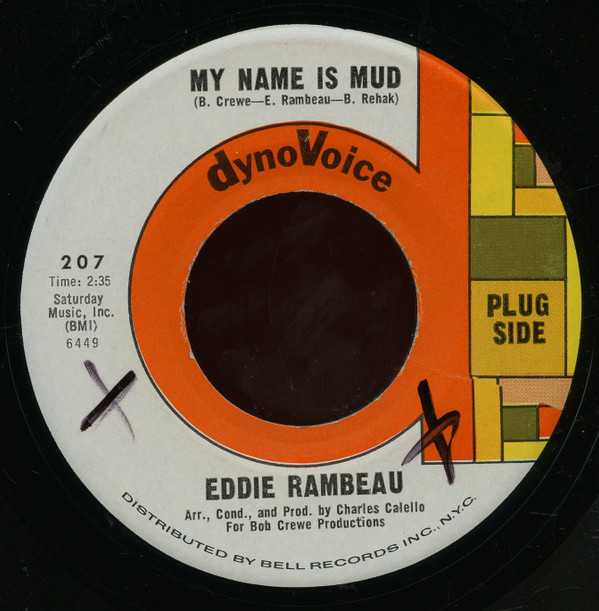 MY NAME IS MUD
(B. Crewe—E. Rambeau—B. Rehak)
dynoVoice
207
Time: 2:35
Saturday
Music, Inc.
(BMI)
6449
PLUG
SIDE
EDDIE RAMBEAU
Arr., Cond., and Prod. by Charles Calello
For Bob Crewe Productions
DISTRIBUTED BY BELL RECORDS INC., N.Y.C.